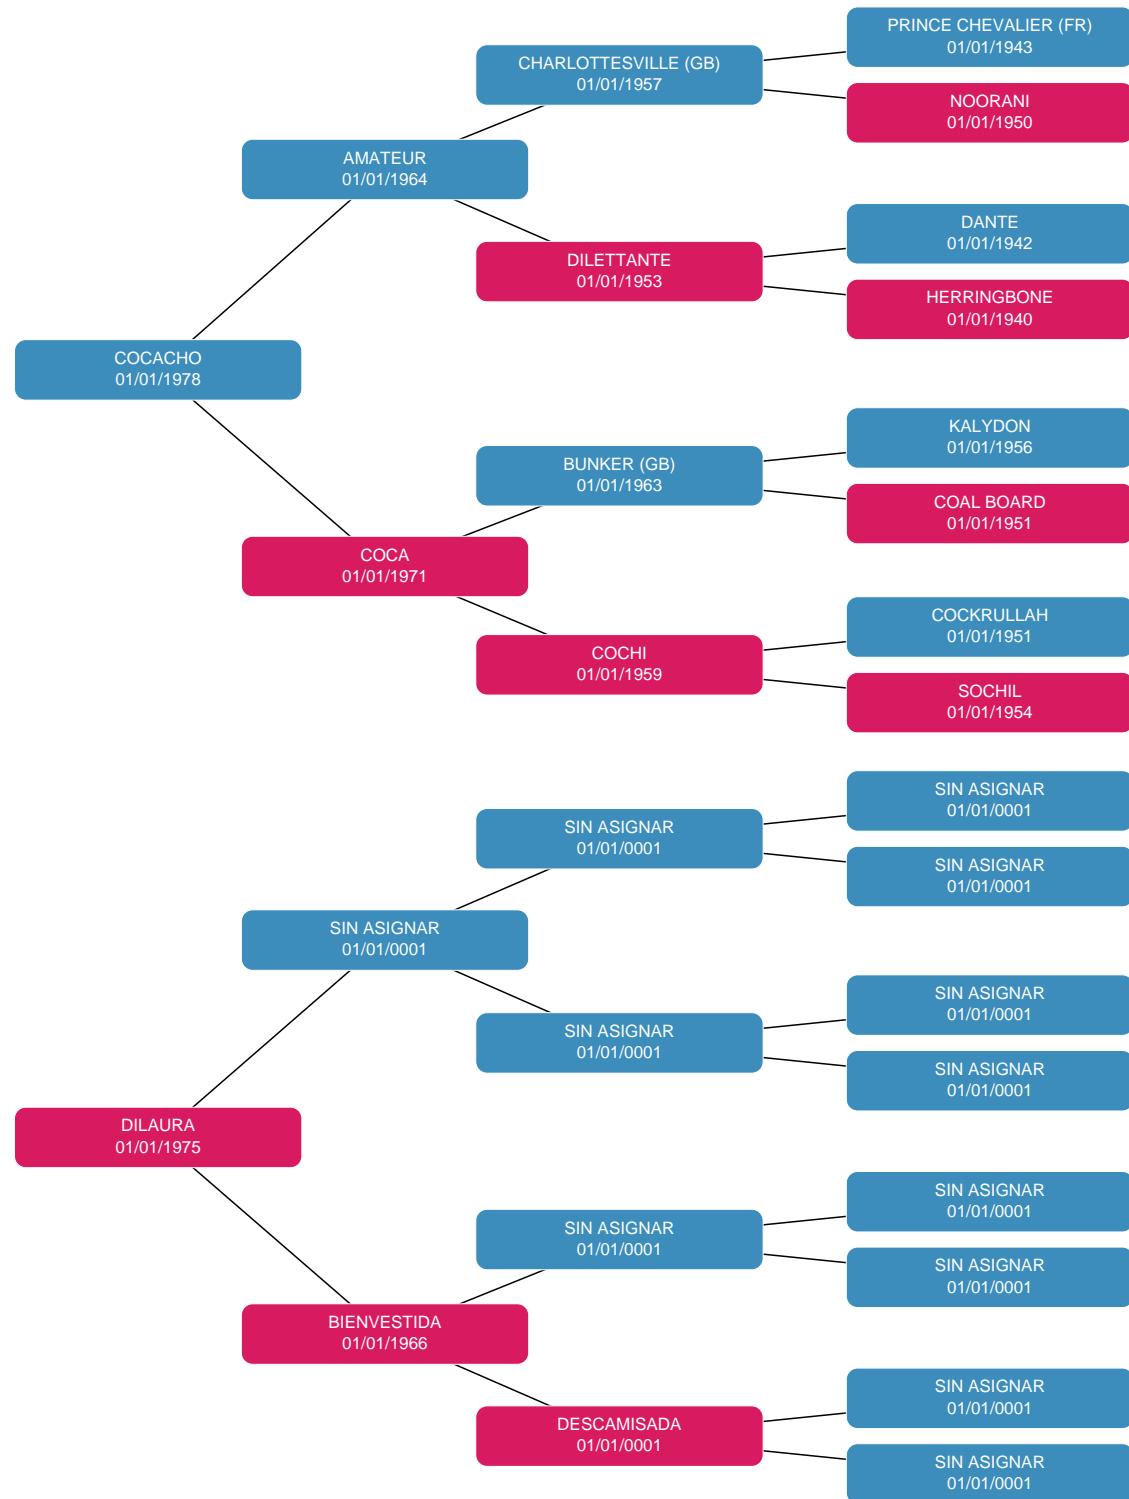 PRINCE CHEVALIER (FR)
01/01/1943
CHARLOTTESVILLE (GB)
01/01/1957
NOORANI
01/01/1950
AMATEUR
01/01/1964
DANTE
01/01/1942
DILETTANTE
01/01/1953
HERRINGBONE
01/01/1940
COCACHO
01/01/1978
KALYDON
01/01/1956
BUNKER (GB)
01/01/1963
COAL BOARD
01/01/1951
COCA
01/01/1971
COCKRULLAH
01/01/1951
COCHI
01/01/1959
SOCHIL
01/01/1954
SIN ASIGNAR
01/01/0001
SIN ASIGNAR
01/01/0001
SIN ASIGNAR
01/01/0001
SIN ASIGNAR
01/01/0001
SIN ASIGNAR
01/01/0001
SIN ASIGNAR
01/01/0001
SIN ASIGNAR
01/01/0001
DILAURA
01/01/1975
SIN ASIGNAR
01/01/0001
SIN ASIGNAR
01/01/0001
SIN ASIGNAR
01/01/0001
BIENVESTIDA
01/01/1966
SIN ASIGNAR
01/01/0001
DESCAMISADA
01/01/0001
SIN ASIGNAR
01/01/0001